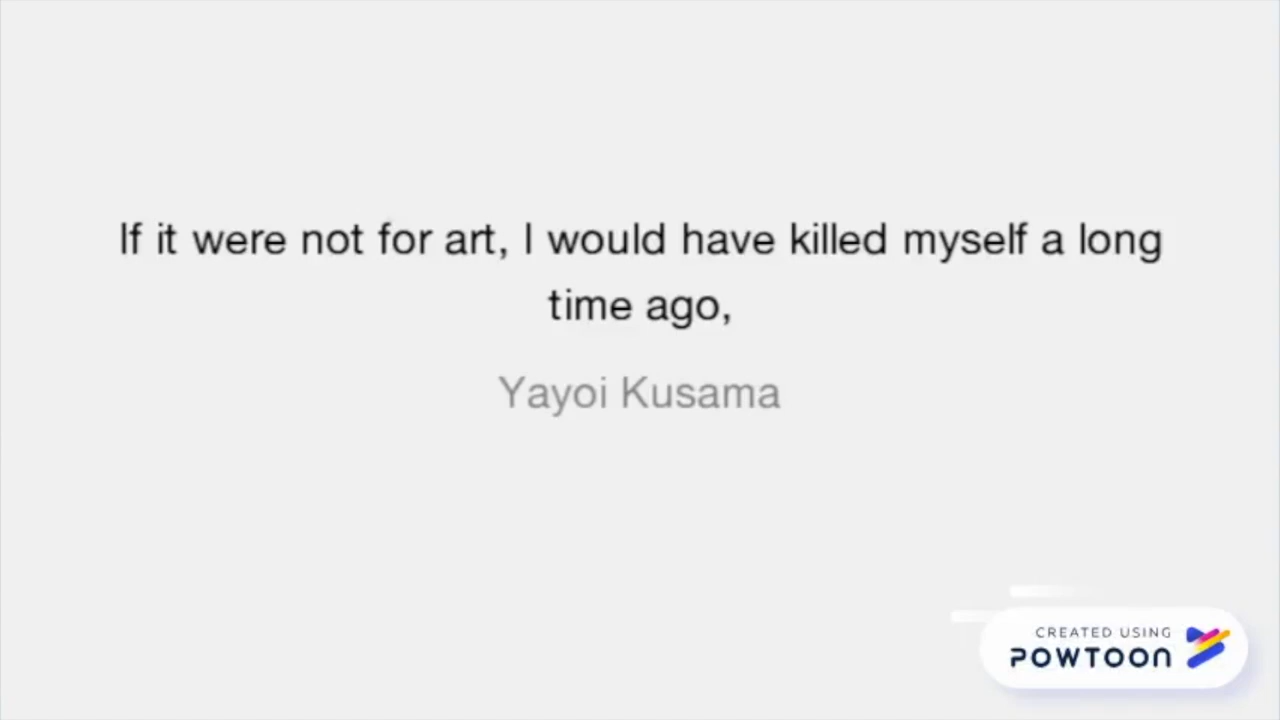 If it were not for art, I would have killed myself a long
time ago,
Yayoi Kusama
CREATED USING
POWTOON